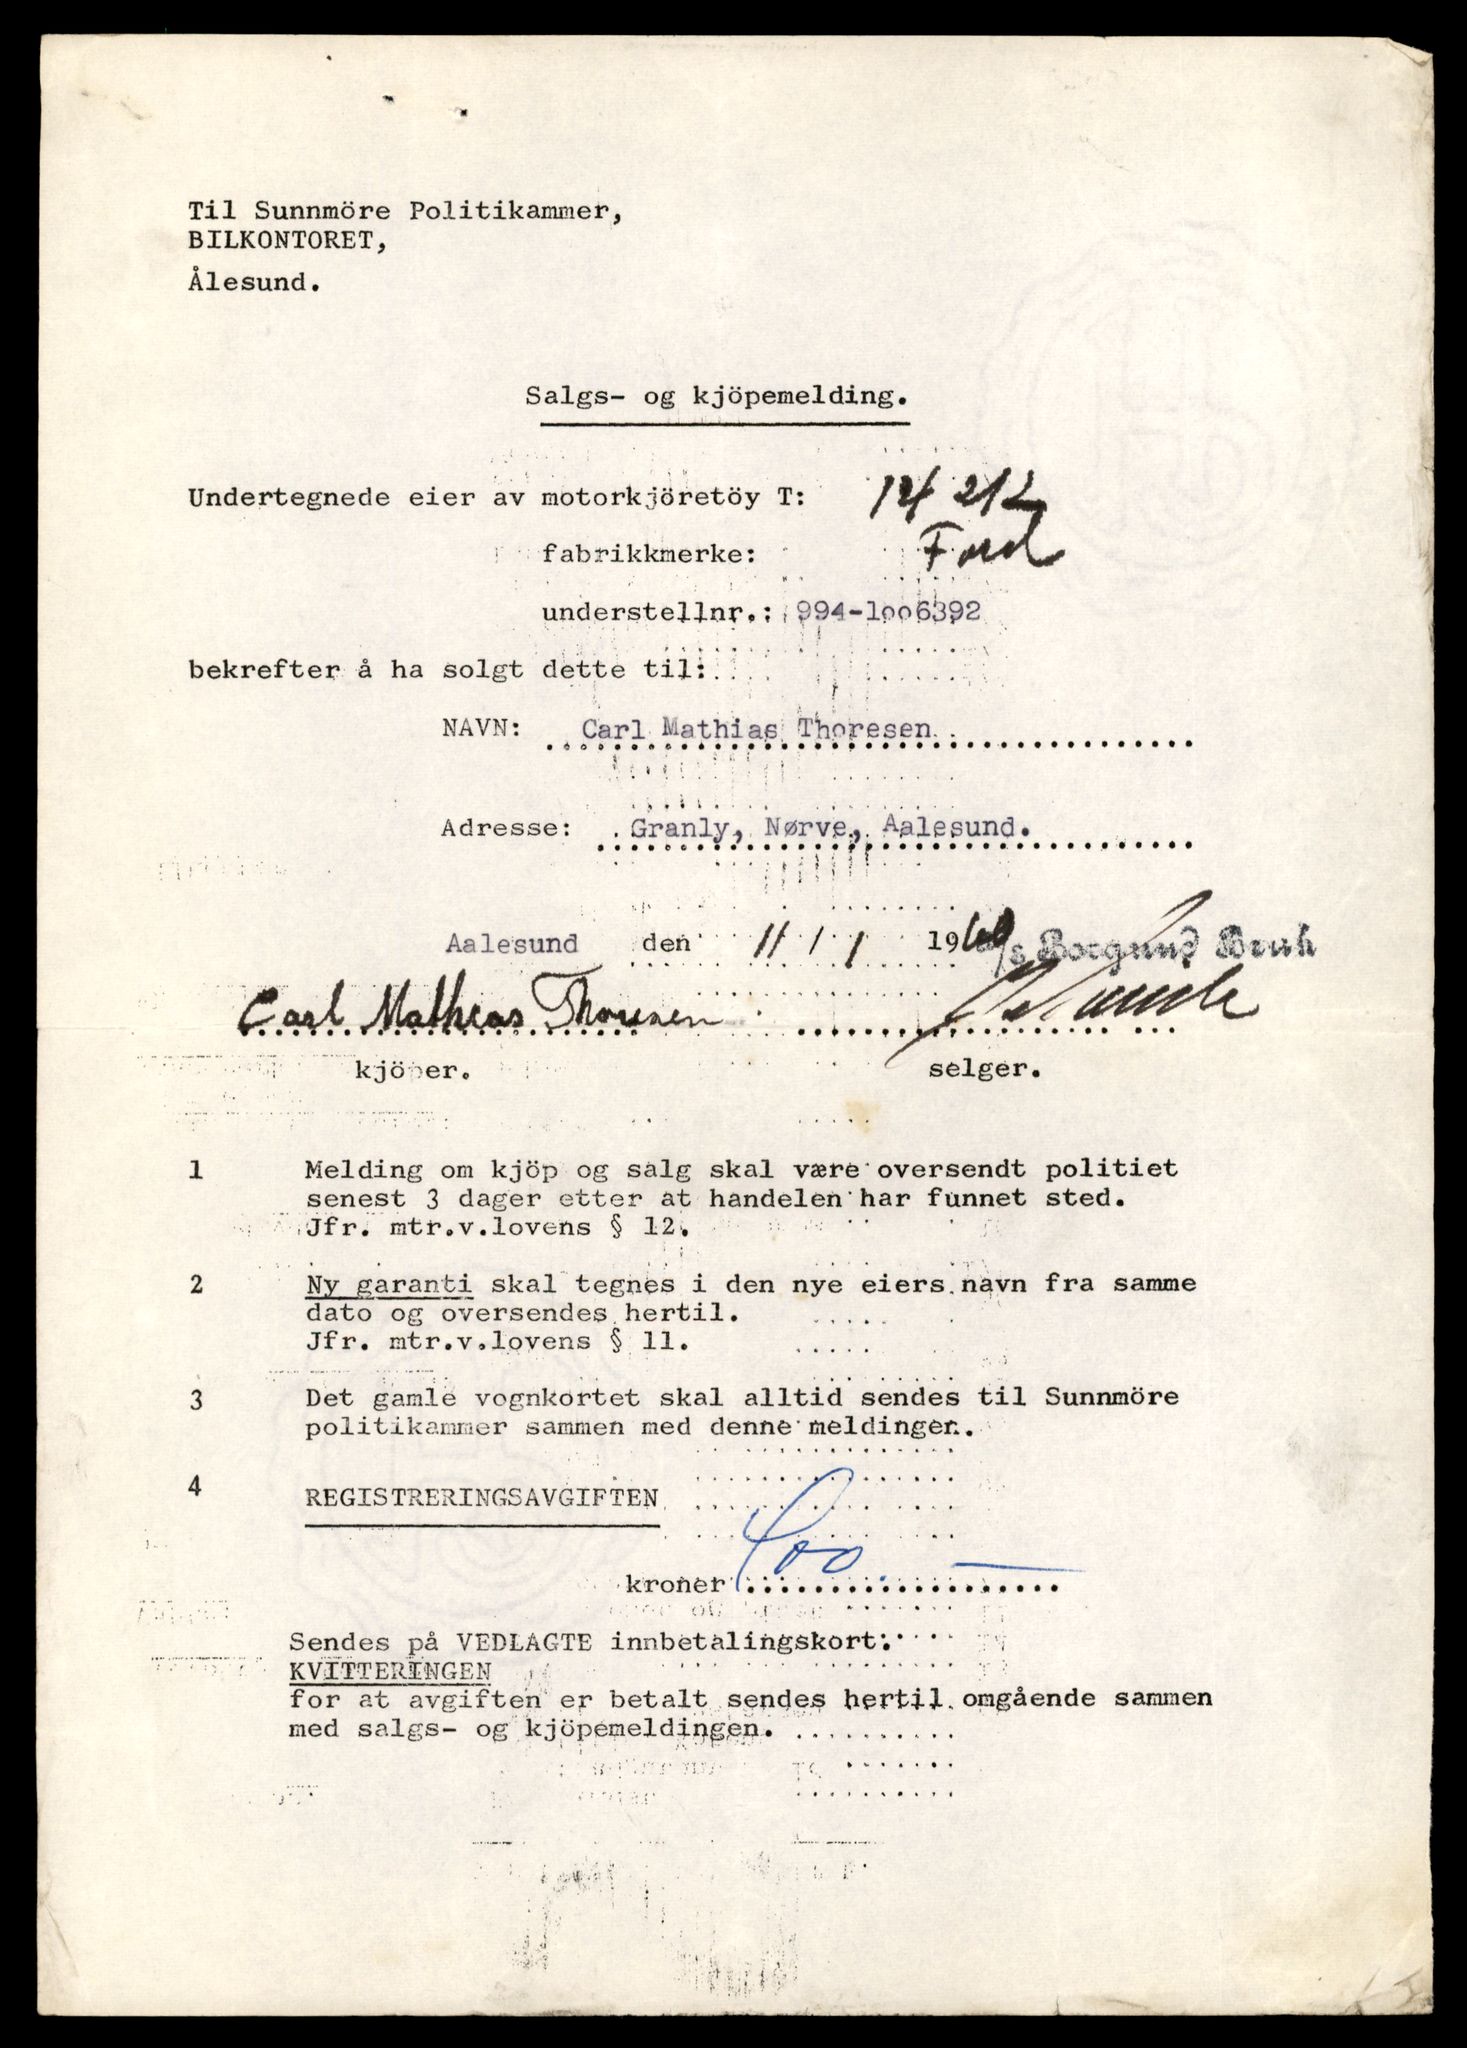 Til Sunnmöre Politikammer,
BILKONTORET,
Ålesund.
Salgs- og kjöpemelding.
Undertegnede eier av motorkjöretöy T: 14212
fabrikkmerke: Ford
understellnr.: 994-loo6392
bekrefter å ha solgt dette til:
NAVN: Carl Mathias Thoresen
Adresse: Granly, Nørve, Aalesund.
Aalesund den 11/1 1960 A/s Borgund Bruk
Carl Mathias Thoresen
kjöper. selger.
1 Melding om kjöp og salg skal være oversendt politiet
senest 3 dager etter at handelen har funnet sted.
Jfr. mtr.v.lovens § 12.
2 Ny garanti skal tegnes i den nye eiers navn fra samme
dato og oversendes hertil.
Jfr. mtr.v.lovens § 11.
3 Det gamle vognkortet skal alltid sendes til Sunnmöre
politikammer sammen med denne meldingen.
4 REGISTRERINGSAVGIFTEN
kroner
Sendes på VEDLAGTE innbetalingskort.
KVITTERINGEN
for at avgiften er betalt sendes hertil omgående sammen
med salgs- og kjöpemeldingen.